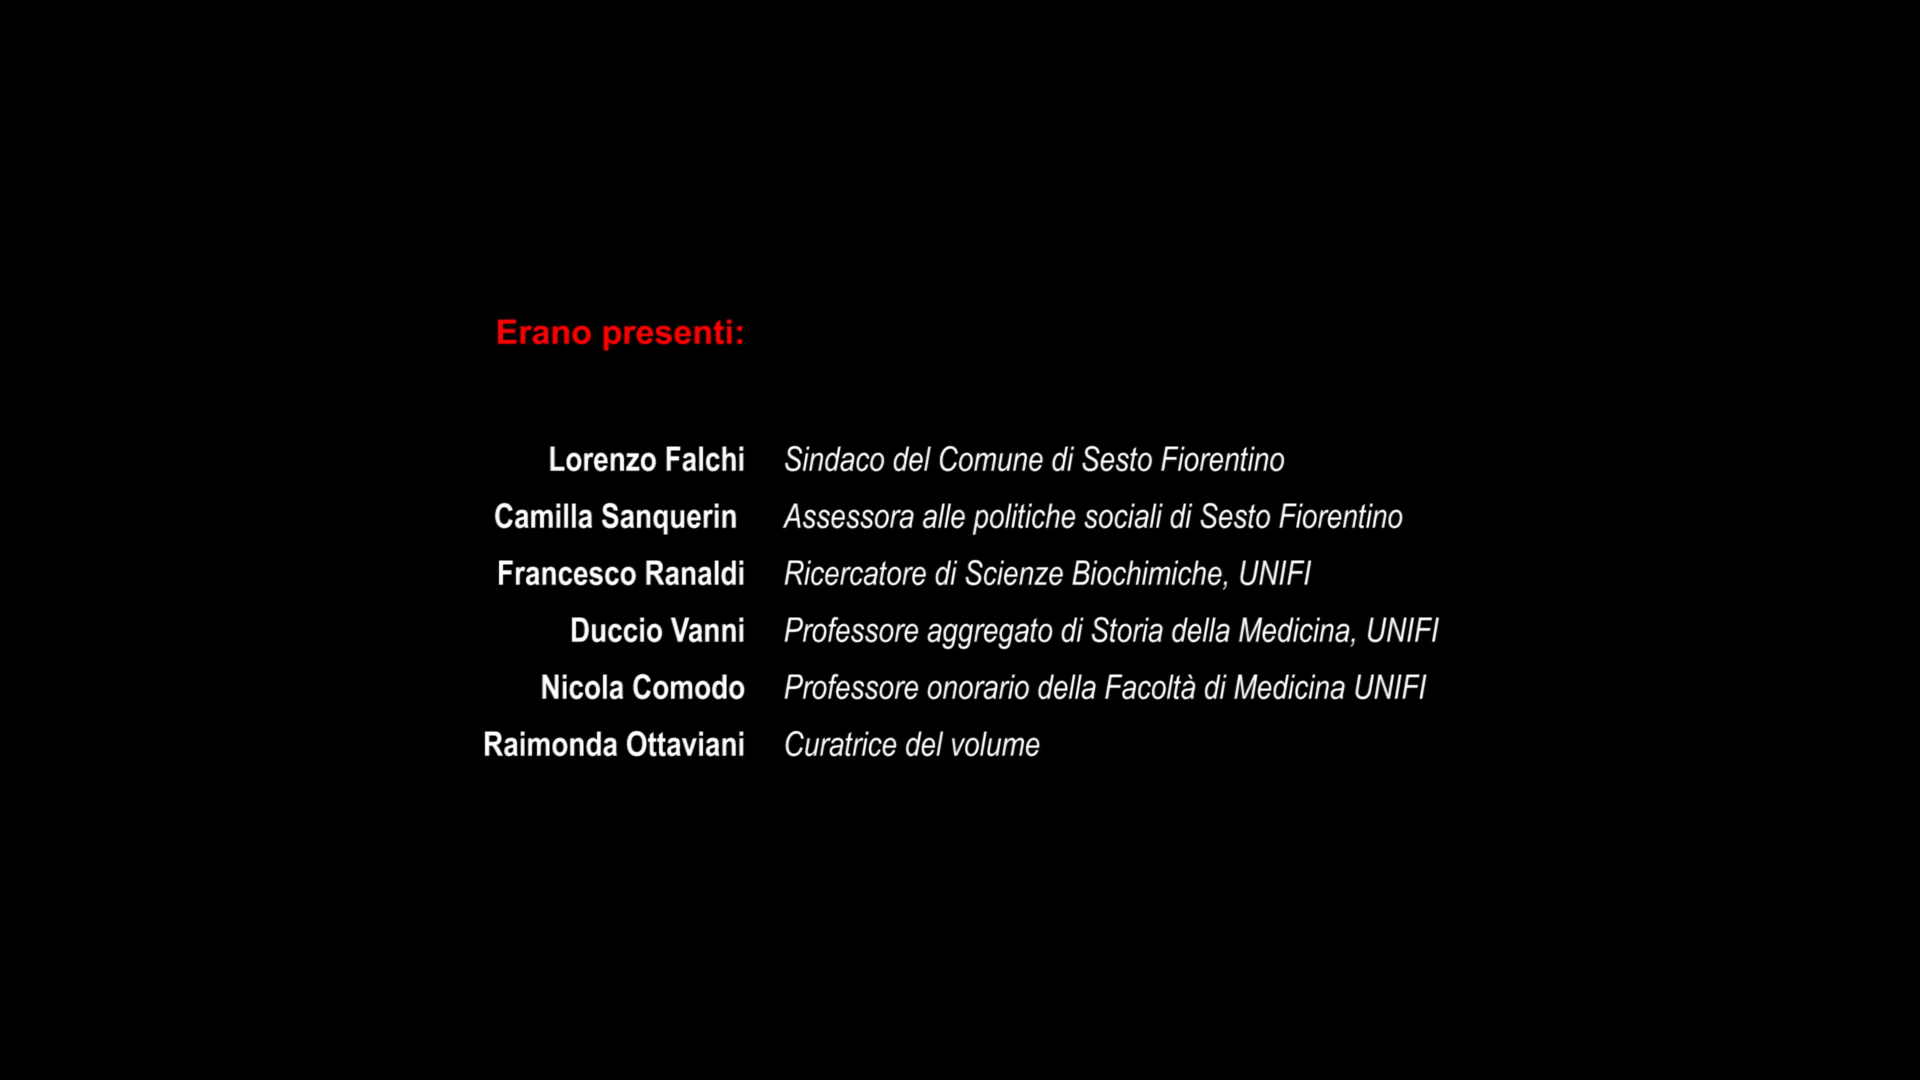 Erano presenti:
Lorenzo Falchi Sindaco del Comune di Sesto Fiorentino
Camilla Sanquerin Assessora alle politiche sociali di Sesto Fiorentino
Francesco Ranaldi Ricercatore di Scienze Biochimiche, UNIFI
Duccio Vanni Professore aggregato di Storia della Medicina, UNIFI
Nicola Comodo Professore onorario della Facoltà di Medicina UNIFI
Raimonda Ottaviani Curatrice del volume